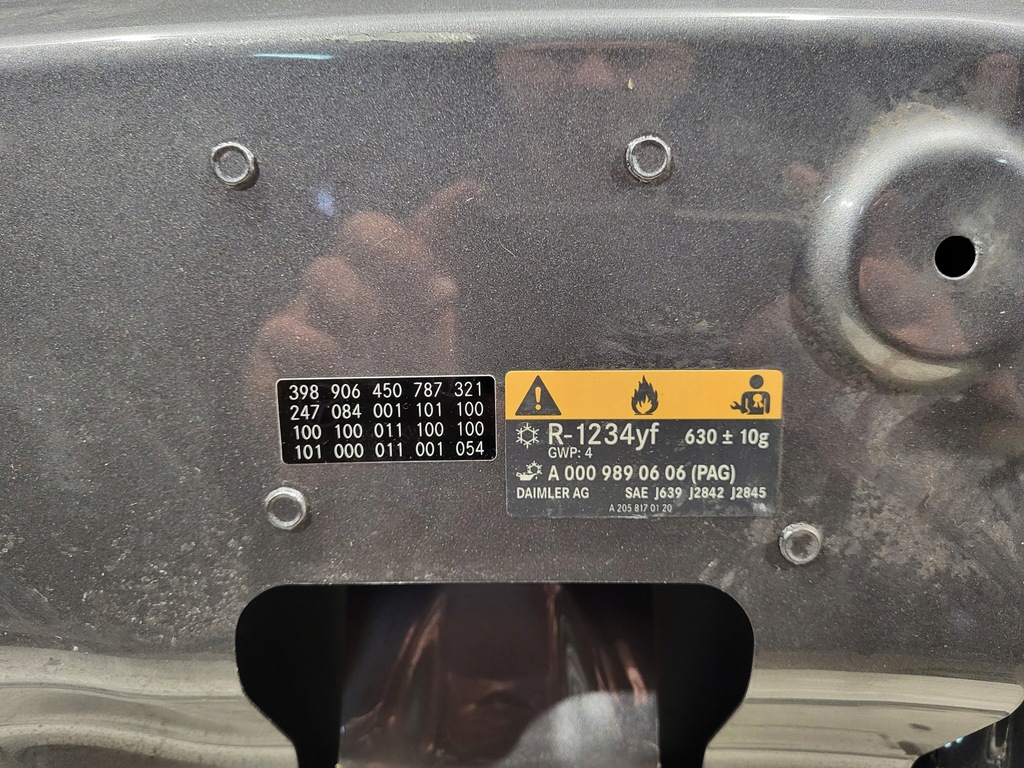 398 906 450 787 321
247 084 001 101 100
100 100 011 100 100
101 000 011 001 054
R-1234yf 630 ± 10g
GWP: 4
A 000 989 06 06 (PAG)
DAIMLER AG SAE J639 J2842 J2845
A 205 817 01 20